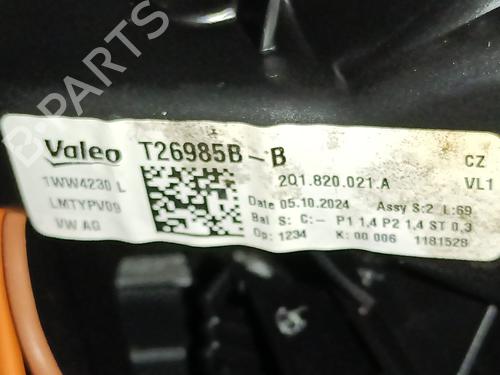 B-PARTS
Valeo T26985B-B CZ
1WW4230 L 2Q1.820.021.A VL1
LMTYPV09 Date 05.10.2024 Assy S:2 L:69
VW AG Bal S: C:- P1 1,4 P2 1,4 ST 0,3
Op: 1234 K: 00 006 1181528